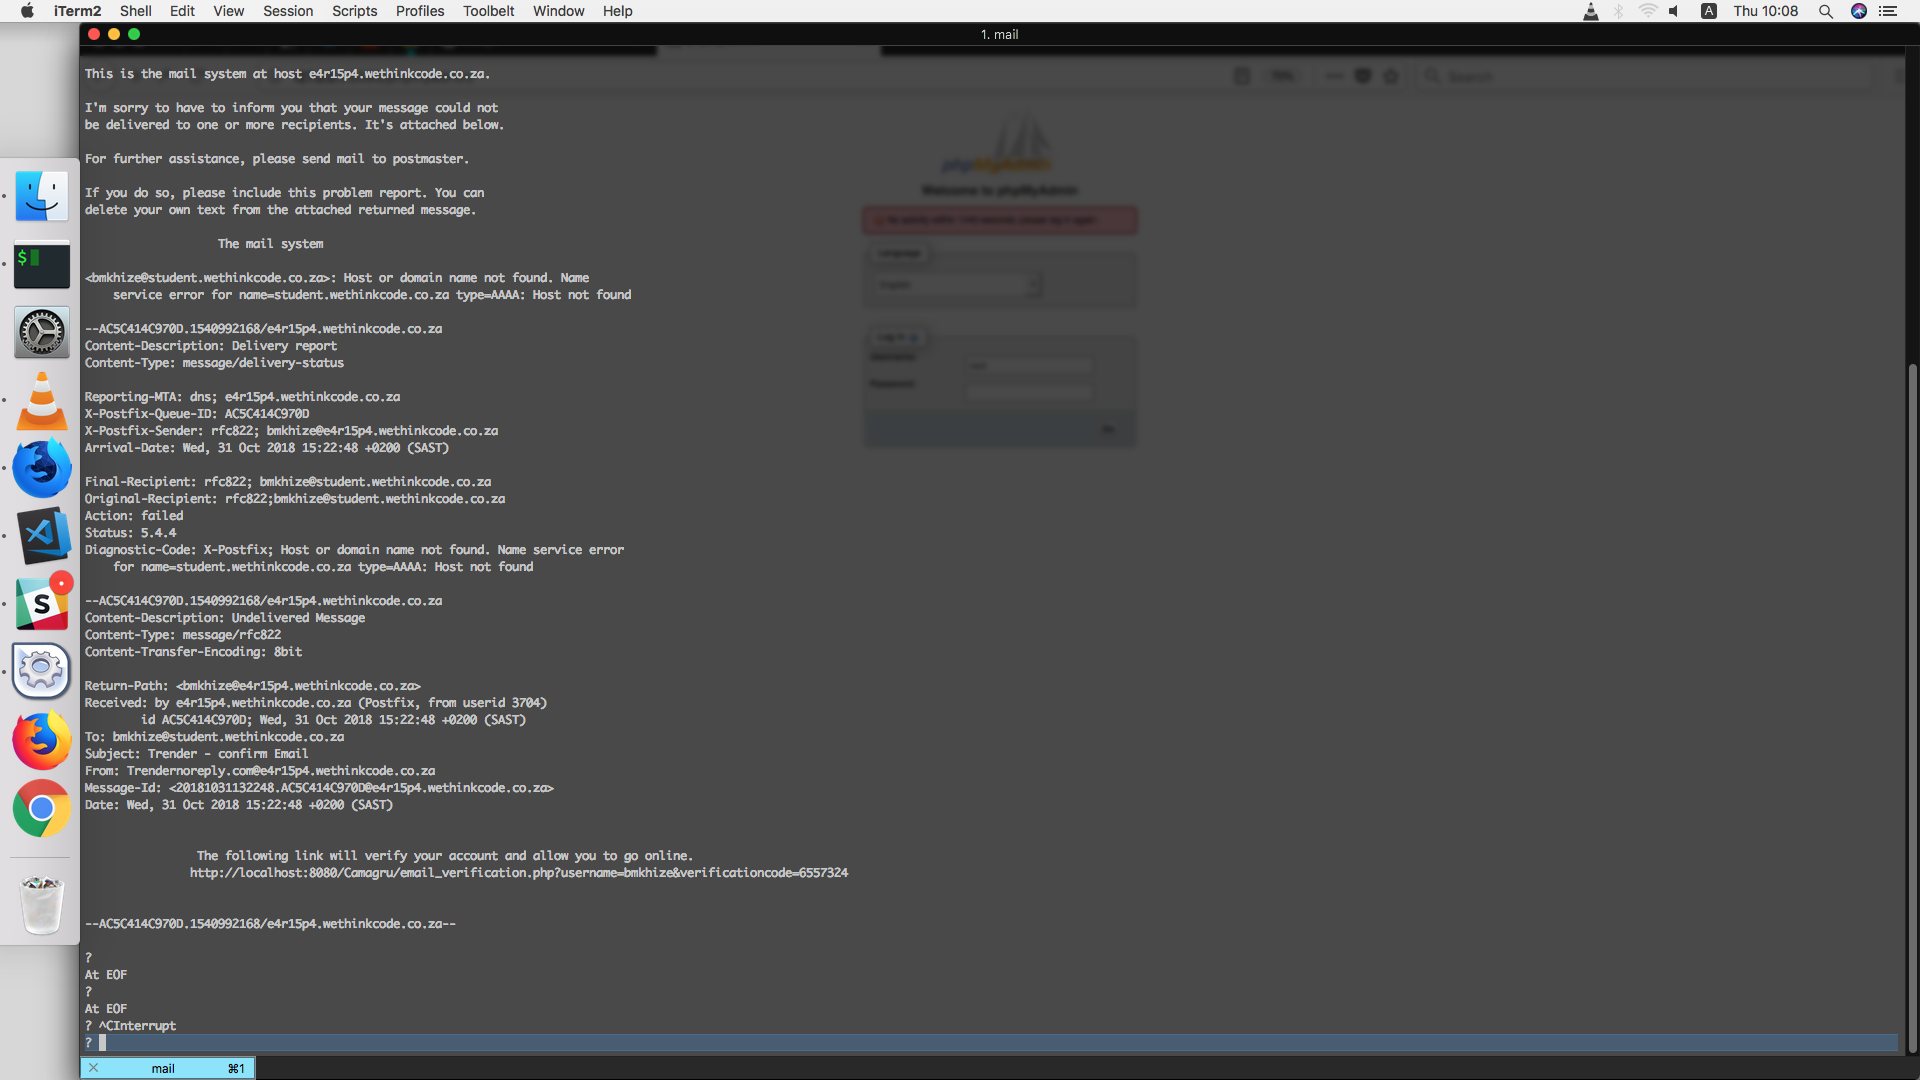 iTerm2 Shell Edit View Session Scripts Profiles Toolbelt Window Help A Thu 10:08
1. mail
This is the mail system at host e4r15p4.wethinkcode.co.za.
I'm sorry to have to inform you that your message could not
be delivered to one or more recipients. It's attached below.
For further assistance, please send mail to postmaster.
If you do so, please include this problem report. You can
delete your own text from the attached returned message.
The mail system
<bmkhize@student.wethinkcode.co.za>: Host or domain name not found. Name
service error for name=student.wethinkcode.co.za type=AAAA: Host not found
--AC5C414C970D.1540992168/e4r15p4.wethinkcode.co.za
Content-Description: Delivery report
Content-Type: message/delivery-status
Reporting-MTA: dns; e4r15p4.wethinkcode.co.za
X-Postfix-Queue-ID: AC5C414C970D
X-Postfix-Sender: rfc822; bmkhize@e4r15p4.wethinkcode.co.za
Arrival-Date: Wed, 31 Oct 2018 15:22:48 +0200 (SAST)
Final-Recipient: rfc822; bmkhize@student.wethinkcode.co.za
Original-Recipient: rfc822;bmkhize@student.wethinkcode.co.za
Action: failed
Status: 5.4.4
Diagnostic-Code: X-Postfix; Host or domain name not found. Name service error
for name=student.wethinkcode.co.za type=AAAA: Host not found
--AC5C414C970D.1540992168/e4r15p4.wethinkcode.co.za
Content-Description: Undelivered Message
Content-Type: message/rfc822
Content-Transfer-Encoding: 8bit
Return-Path: <bmkhize@e4r15p4.wethinkcode.co.za>
Received: by e4r15p4.wethinkcode.co.za (Postfix, from userid 3704)
id AC5C414C970D; Wed, 31 Oct 2018 15:22:48 +0200 (SAST)
To: bmkhize@student.wethinkcode.co.za
Subject: Trender - confirm Email
From: Trendernoreply.com@e4r15p4.wethinkcode.co.za
Message-Id: <20181031132248.AC5C414C970D@e4r15p4.wethinkcode.co.za>
Date: Wed, 31 Oct 2018 15:22:48 +0200 (SAST)
The following link will verify your account and allow you to go online.
http://localhost:8080/Camagru/email_verification.php?username=bmkhize&verificationcode=6557324
--AC5C414C970D.1540992168/e4r15p4.wethinkcode.co.za--
?
At EOF
?
At EOF
? ^CInterrupt
?
mail ⌘1
phpMyAdmin
Welcome to phpMyAdmin
Search
$
S